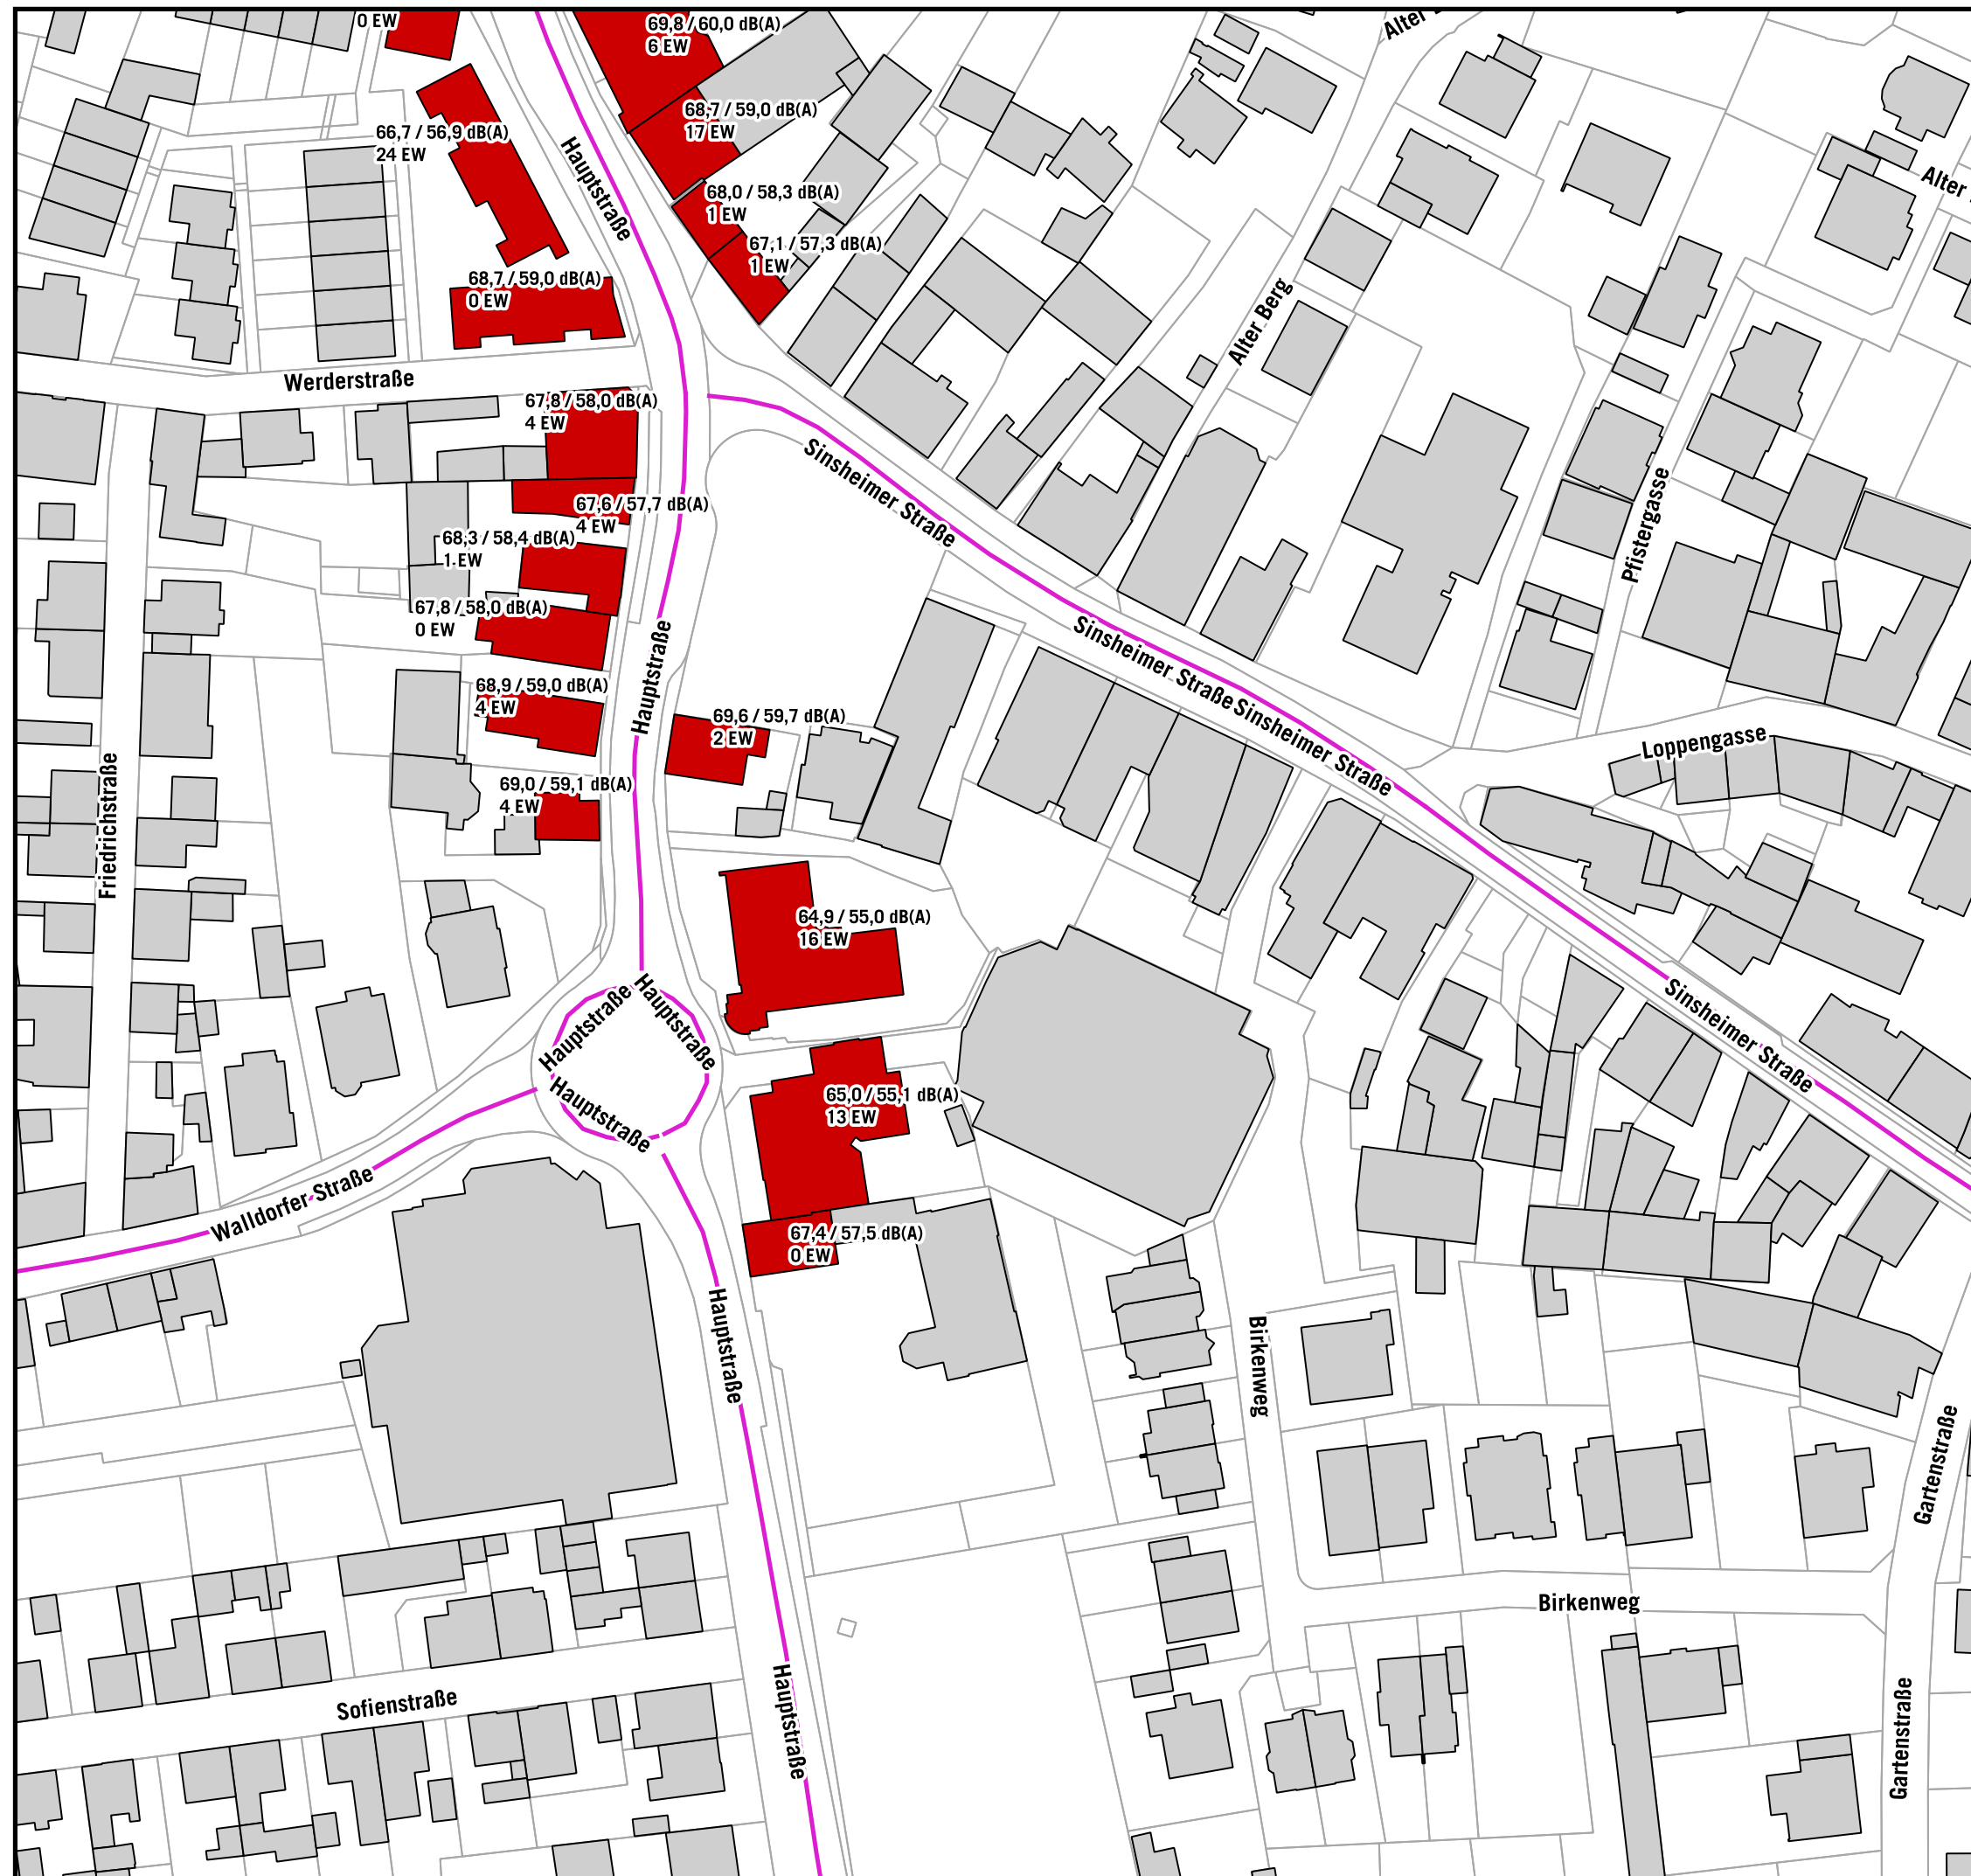 0 EW
69,8 / 60,0 dB(A)
6 EW
68,7 / 59,0 dB(A)
17 EW
66,7 / 56,9 dB(A)
24 EW
Hauptstraße
68,0 / 58,3 dB(A)
1 EW
67,1 / 57,3 dB(A)
1 EW
68,7 / 59,0 dB(A)
0 EW
Alter
Alter Berg
Werderstraße
67,8 / 58,0 dB(A)
4 EW
Sinsheimer Straße
67,6 / 57,7 dB(A)
4 EW
68,3 / 58,4 dB(A)
1 EW
Pfistergasse
67,8 / 58,0 dB(A)
0 EW
Hauptstraße
Sinsheimer Straße
Sinsheimer Straße
68,9 / 59,0 dB(A)
4 EW
69,6 / 59,7 dB(A)
2 EW
Loppengasse
69,0 / 59,1 dB(A)
4 EW
Friedrichstraße
64,9 / 55,0 dB(A)
16 EW
Hauptstraße
Hauptstraße
Hauptstraße
Sinsheimer Straße
65,0 / 55,1 dB(A)
13 EW
Walldorfer Straße
67,4 / 57,5 dB(A)
0 EW
Hauptstraße
Birkenweg
Gartenstraße
Birkenweg
Sofienstraße
Hauptstraße
Gartenstraße
Alter